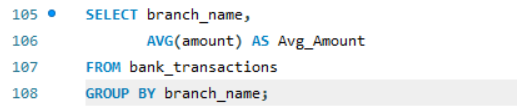 105 SELECT branch_name,
106 AVG(amount) AS Avg_Amount
107 FROM bank_transactions
108 GROUP BY branch_name;